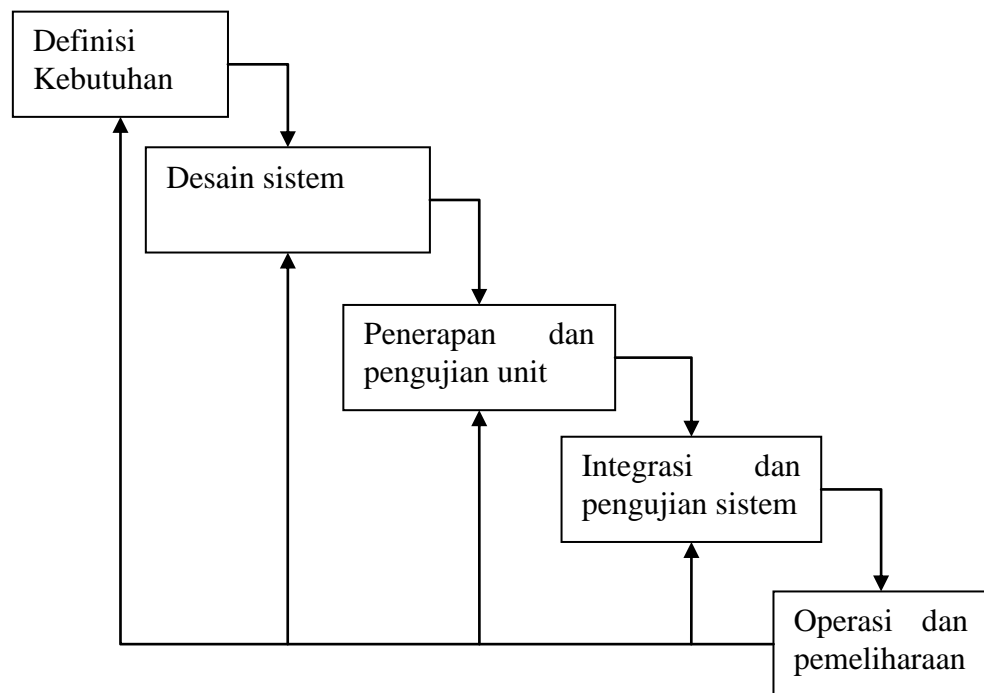 Definisi
Kebutuhan
Desain sistem
Penerapan dan
pengujian unit
Integrasi dan
pengujian sistem
Operasi dan
pemeliharaan